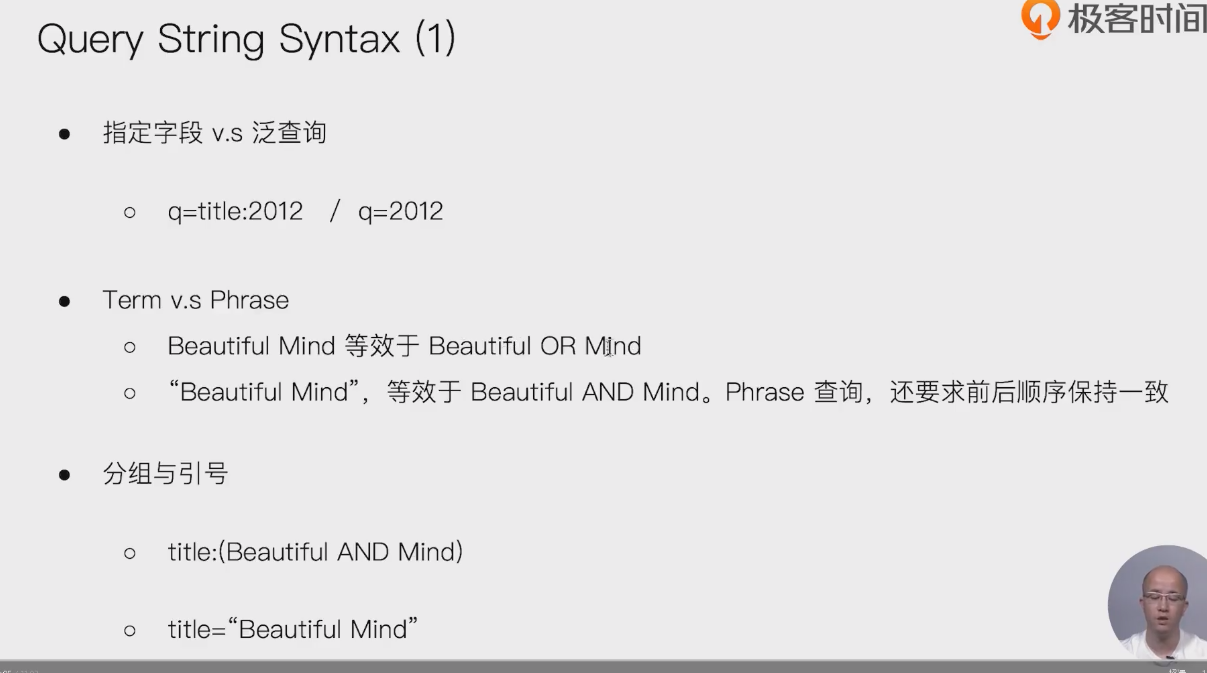 Query String Syntax (1)
极客时间
● 指定字段 v.s 泛查询
○ q=title:2012 / q=2012
● Term v.s Phrase
○ Beautiful Mind 等效于 Beautiful OR Mind
○ “Beautiful Mind”，等效于 Beautiful AND Mind。Phrase 查询，还要求前后顺序保持一致
● 分组与引号
○ title:(Beautiful AND Mind)
○ title=“Beautiful Mind”